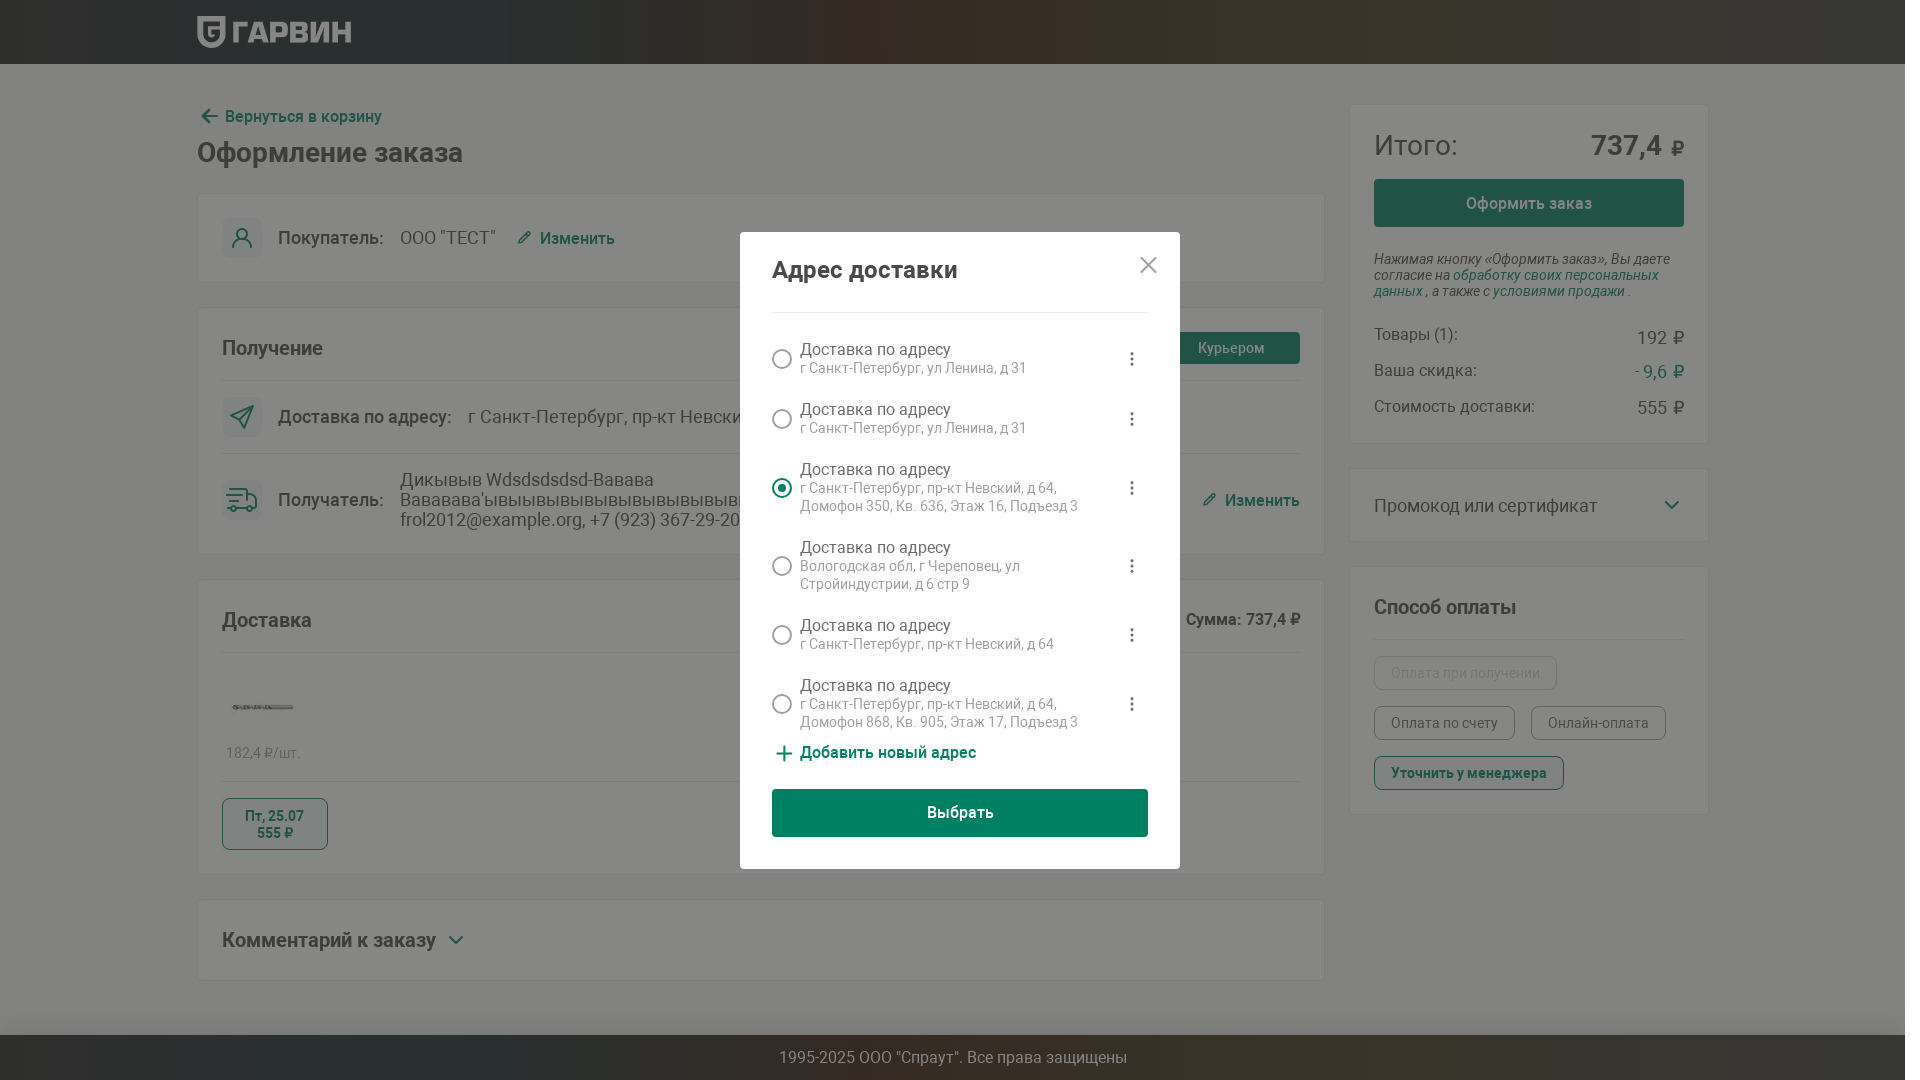 ГАРВИН
Вернуться в корзину
Оформление заказа
Покупатель: ООО "ТЕСТ" Изменить
Получение
Курьером
Доставка по адресу: г Санкт-Петербург, пр-кт Невски
Получатель:
Дикывыв Wdsdsdsdsd-Вавава
Вавававa'ывыывывывывывывывывывы
frol2012@example.org, +7 (923) 367-29-20
Изменить
Доставка
Сумма: 737,4 ₽
182,4 ₽/шт.
Пт, 25.07
555 ₽
Комментарий к заказу
Адрес доставки
Доставка по адресу
г Санкт-Петербург, ул Ленина, д 31
Доставка по адресу
г Санкт-Петербург, ул Ленина, д 31
Доставка по адресу
г Санкт-Петербург, пр-кт Невский, д 64,
Домофон 350, Кв. 636, Этаж 16, Подъезд 3
Доставка по адресу
Вологодская обл, г Череповец, ул
Стройиндустрии, д 6 стр 9
Доставка по адресу
г Санкт-Петербург, пр-кт Невский, д 64
Доставка по адресу
г Санкт-Петербург, пр-кт Невский, д 64,
Домофон 868, Кв. 905, Этаж 17, Подъезд 3
Добавить новый адрес
Выбрать
Итого: 737,4 ₽
Оформить заказ
Нажимая кнопку «Оформить заказ», Вы даете
согласие на обработку своих персональных
данных , а также с условиями продажи .
Товары (1): 192 ₽
Ваша скидка: - 9,6 ₽
Стоимость доставки: 555 ₽
Промокод или сертификат
Способ оплаты
Оплата при получении
Оплата по счету Онлайн-оплата
Уточнить у менеджера
1995-2025 ООО "Спраут". Все права защищены